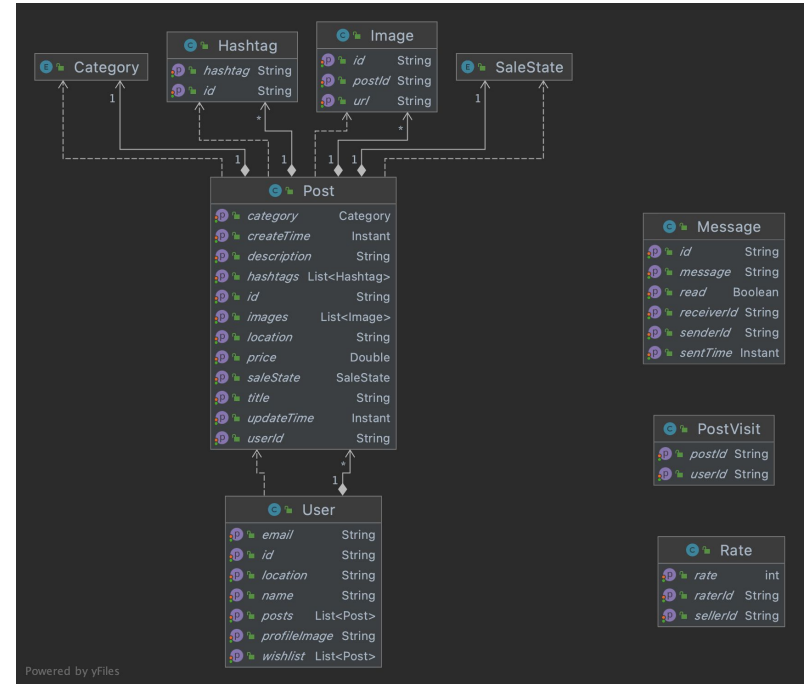 Category
Hashtag
hashtag String
id String
Image
id String
postId String
url String
SaleState
1
*
*
1
1
1
1
1
Post
category Category
createTime Instant
description String
hashtags List<Hashtag>
id String
images List<Image>
location String
price Double
saleState SaleState
title String
updateTime Instant
userId String
*
1
User
email String
id String
location String
name String
posts List<Post>
profileImage String
wishlist List<Post>
Message
id String
message String
read Boolean
receiverId String
senderId String
sentTime Instant
PostVisit
postId String
userId String
Rate
rate int
raterId String
sellerId String
Powered by yFiles